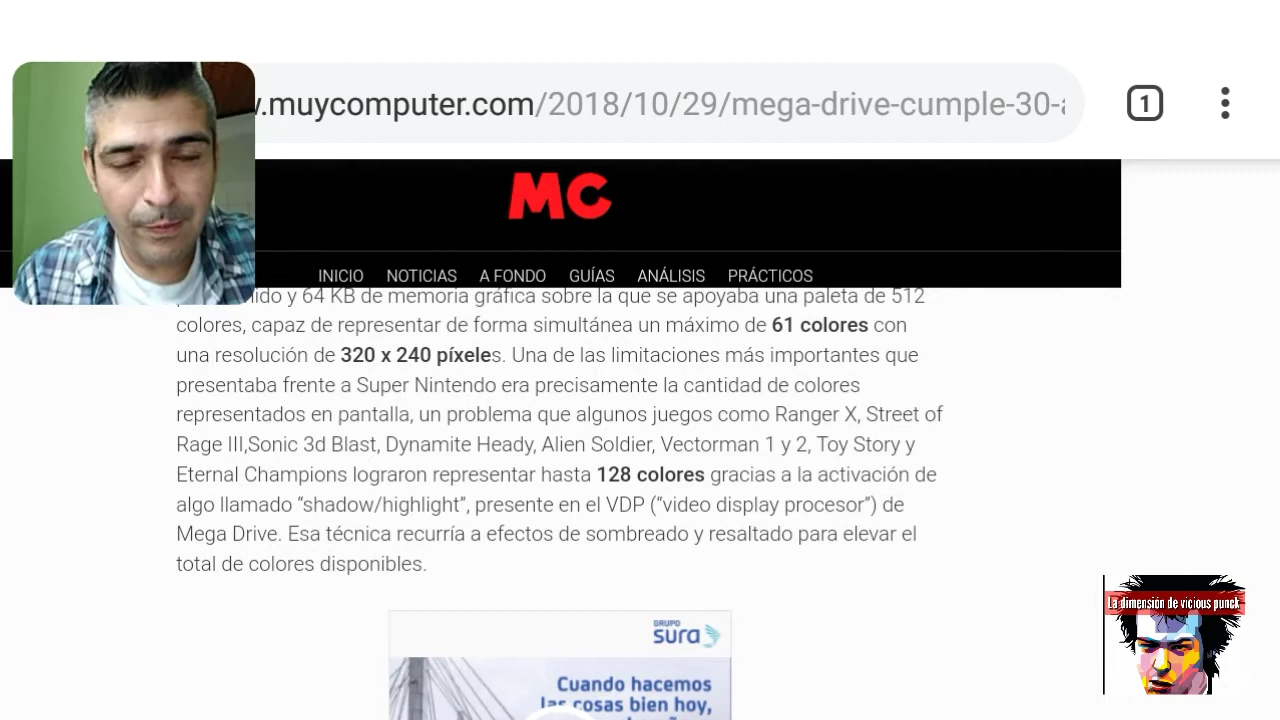 .muycomputer.com/2018/10/29/mega-drive-cumple-30-
1
MC
INICIO NOTICIAS A FONDO GUÍAS ANÁLISIS PRÁCTICOS
y 64 KB de memoria gráfica sobre la que se apoyaba una paleta de 512
colores, capaz de representar de forma simultánea un máximo de 61 colores con
una resolución de 320 x 240 píxeles. Una de las limitaciones más importantes que
presentaba frente a Super Nintendo era precisamente la cantidad de colores
representados en pantalla, un problema que algunos juegos como Ranger X, Street of
Rage III,Sonic 3d Blast, Dynamite Heady, Alien Soldier, Vectorman 1 y 2, Toy Story y
Eternal Champions lograron representar hasta 128 colores gracias a la activación de
algo llamado “shadow/highlight”, presente en el VDP (“video display procesor”) de
Mega Drive. Esa técnica recurría a efectos de sombreado y resaltado para elevar el
total de colores disponibles.
La dimensión de vicious punck
GRUPO
sura
Cuando hacemos
las cosas bien hoy,